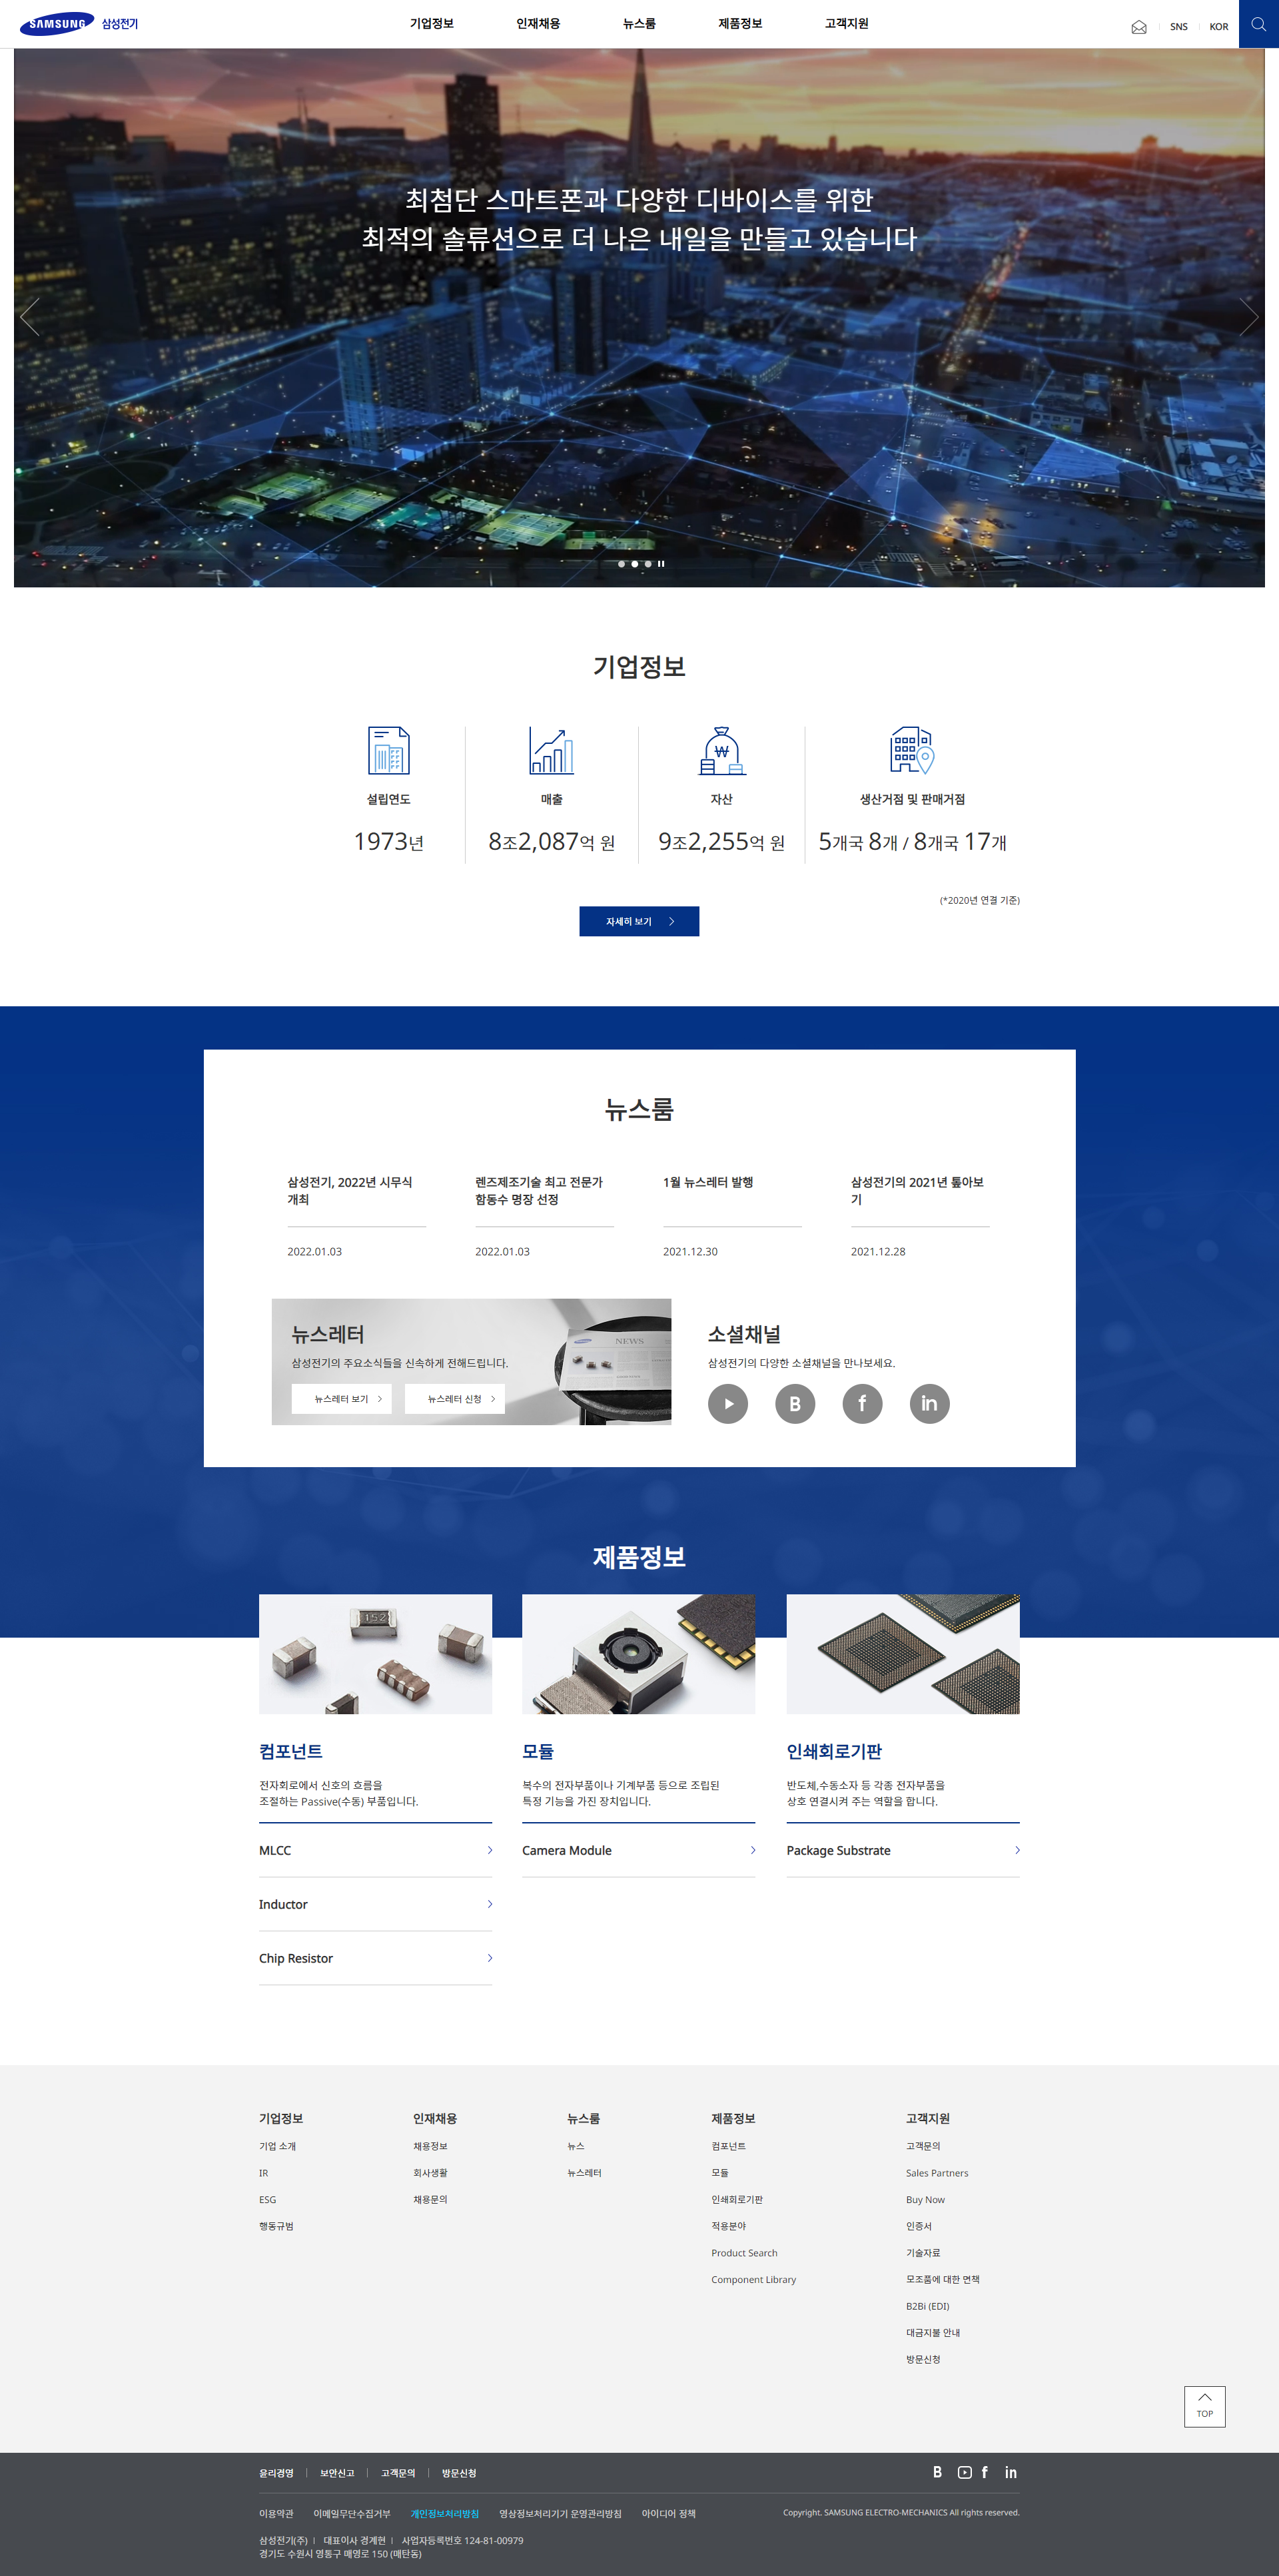 SAMSUNG 삼성전기
기업정보 인재채용 뉴스룸 제품정보 고객지원
SNS KOR
최첨단 스마트폰과 다양한 디바이스를 위한
최적의 솔류션으로 더 나은 내일을 만들고 있습니다
기업정보
설립연도 매출 자산 생산거점 및 판매거점
1973년 8조2,087억 원 9조2,255억 원 5개국 8개 / 8개국 17개
(*2020년 연결 기준)
자세히 보기
뉴스룸
삼성전기, 2022년 시무식
개최
2022.01.03
렌즈제조기술 최고 전문가
함동수 명장 선정
2022.01.03
1월 뉴스레터 발행
2021.12.30
삼성전기의 2021년 톺아보
기
2021.12.28
뉴스레터
삼성전기의 주요소식들을 신속하게 전해드립니다.
뉴스레터 보기 뉴스레터 신청
NEWS
소셜채널
삼성전기의 다양한 소셜채널을 만나보세요.
B f in
제품정보
152
컴포넌트
전자회로에서 신호의 흐름을
조절하는 Passive(수동) 부품입니다.
MLCC
Inductor
Chip Resistor
모듈
복수의 전자부품이나 기계부품 등으로 조립된
특정 기능을 가진 장치입니다.
Camera Module
인쇄회로기판
반도체,수동소자 등 각종 전자부품을
상호 연결시켜 주는 역할을 합니다.
Package Substrate
기업정보
기업 소개
IR
ESG
행동규범
인재채용
채용정보
회사생활
채용문의
뉴스룸
뉴스
뉴스레터
제품정보
컴포넌트
모듈
인쇄회로기판
적용분야
Product Search
Component Library
고객지원
고객문의
Sales Partners
Buy Now
인증서
기술자료
모조품에 대한 면책
B2Bi (EDI)
대금지불 안내
방문신청
TOP
윤리경영 보안신고 고객문의 방문신청
B f in
이용약관 이메일무단수집거부 개인정보처리방침 영상정보처리기기 운영관리방침 아이디어 정책
Copyright. SAMSUNG ELECTRO-MECHANICS All rights reserved.
삼성전기(주) | 대표이사 경계현 | 사업자등록번호 124-81-00979
경기도 수원시 영통구 매영로 150 (매탄동)